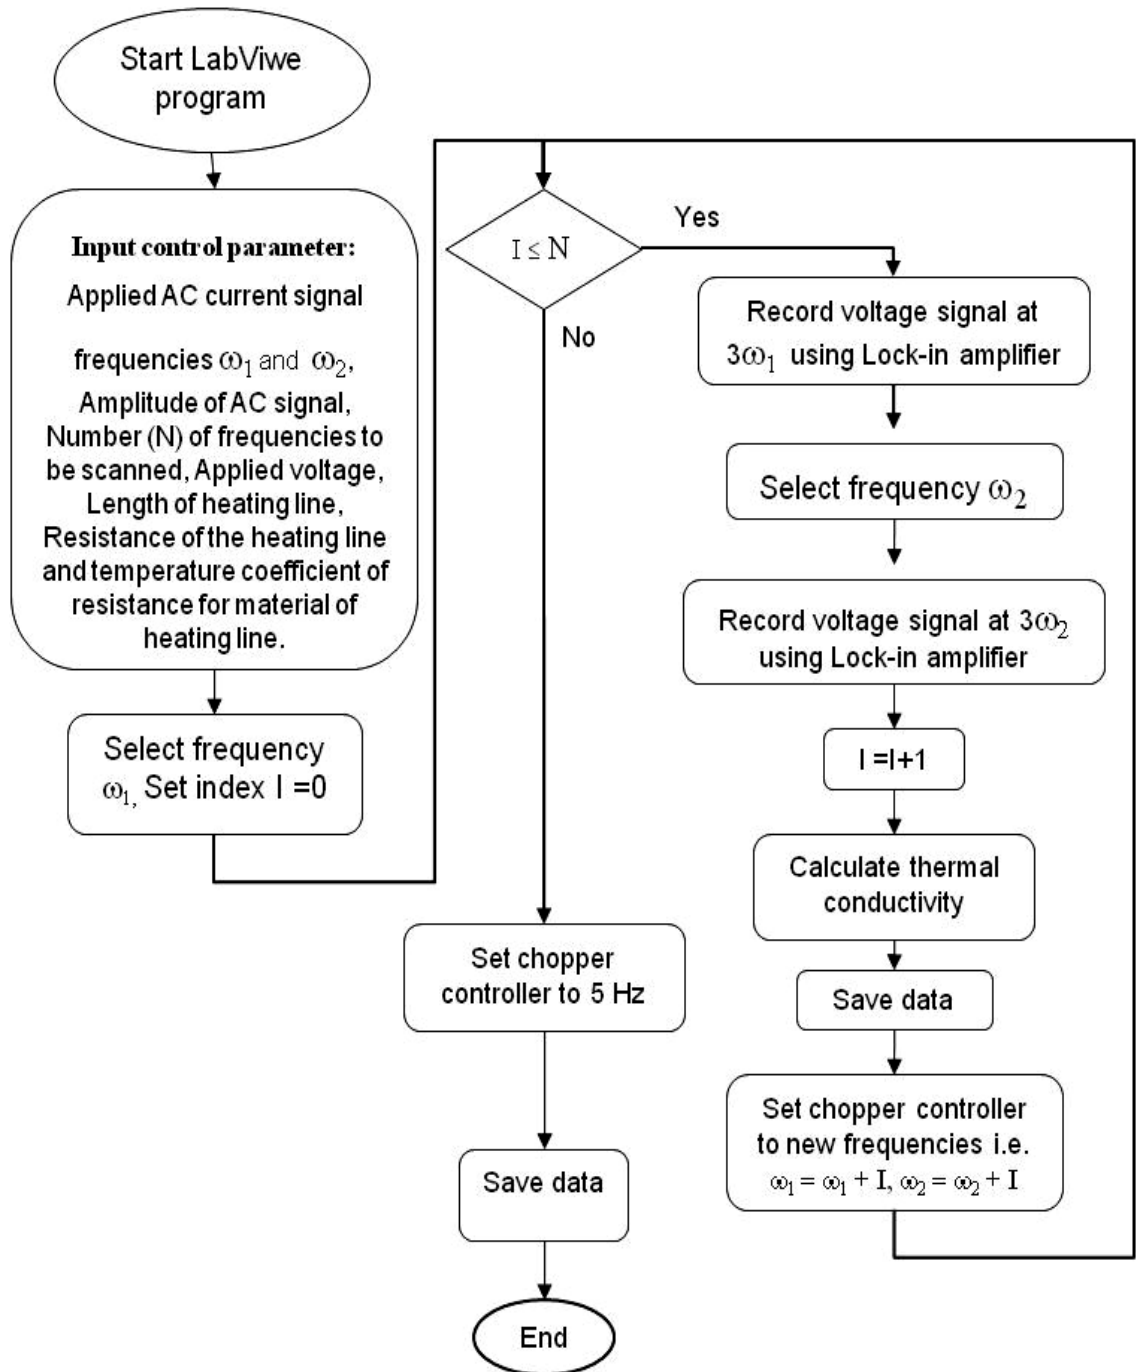 Start LabViwe
program
Input control parameter:
Applied AC current signal
frequencies ω₁ and ω₂,
Amplitude of AC signal,
Number (N) of frequencies to
be scanned, Applied voltage,
Length of heating line,
Resistance of the heating line
and temperature coefficient of
resistance for material of
heating line.
Select frequency
ω₁, Set index I =0
I ≤ N
Yes
No
Record voltage signal at
3ω₁ using Lock-in amplifier
Select frequency ω₂
Record voltage signal at 3ω₂
using Lock-in amplifier
I =I+1
Calculate thermal
conductivity
Save data
Set chopper controller
to new frequencies i.e.
ω₁ = ω₁ + I, ω₂ = ω₂ + I
Set chopper
controller to 5 Hz
Save data
End